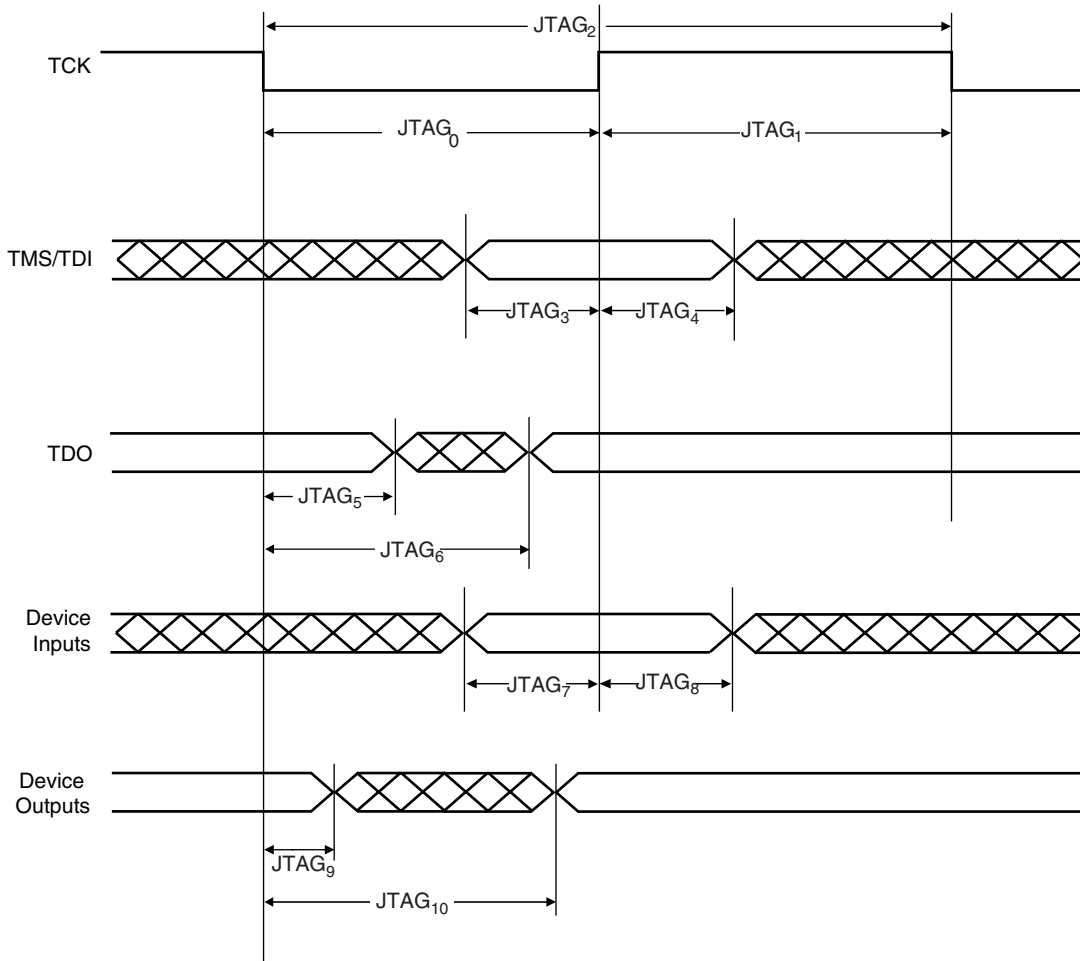 JTAG₂
TCK
JTAG₀
JTAG₁
TMS/TDI
JTAG₃
JTAG₄
TDO
JTAG₅
JTAG₆
Device
Inputs
JTAG₇
JTAG₈
Device
Outputs
JTAG₉
JTAG₁₀